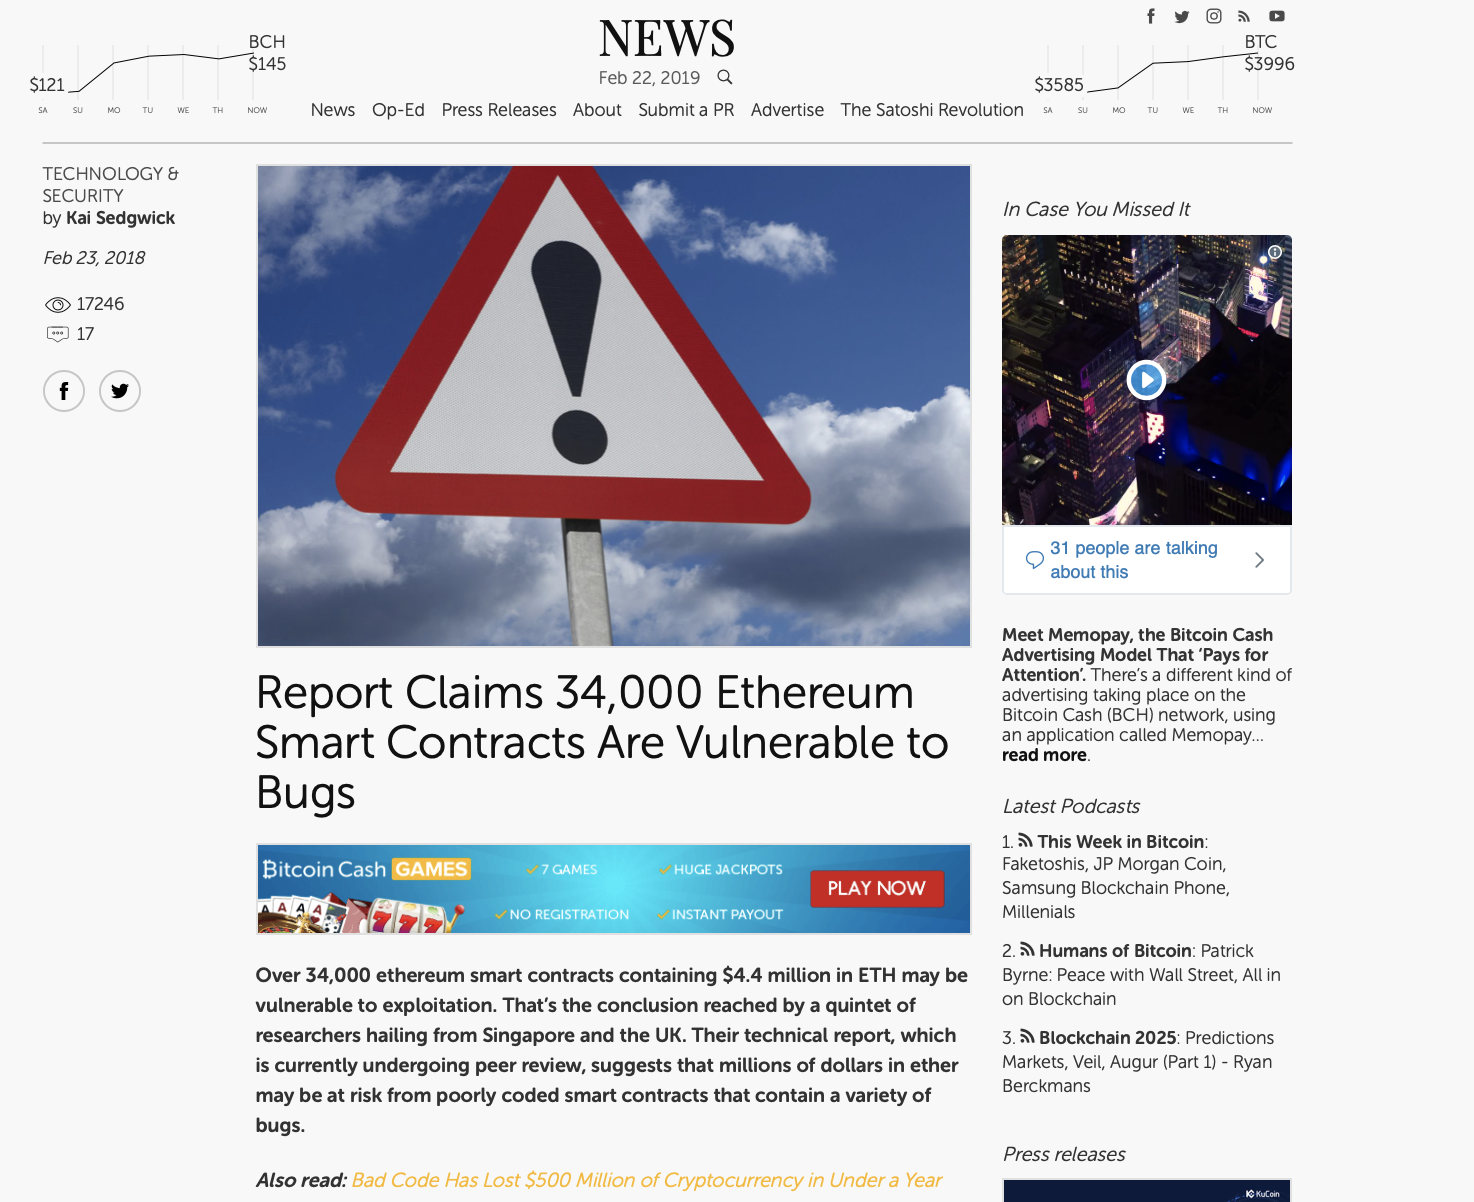 BCH
$145
$121
SA SU MO TU WE TH NOW
NEWS
Feb 22, 2019
News Op-Ed Press Releases About Submit a PR Advertise The Satoshi Revolution
BTC
$3996
$3585
SA SU MO TU WE TH NOW
TECHNOLOGY &
SECURITY
by Kai Sedgwick
Feb 23, 2018
17246
17
Report Claims 34,000 Ethereum
Smart Contracts Are Vulnerable to
Bugs
Bitcoin Cash GAMES
7 GAMES
HUGE JACKPOTS
NO REGISTRATION
INSTANT PAYOUT
PLAY NOW
A A A A
7 7 7
Over 34,000 ethereum smart contracts containing $4.4 million in ETH may be
vulnerable to exploitation. That's the conclusion reached by a quintet of
researchers hailing from Singapore and the UK. Their technical report, which
is currently undergoing peer review, suggests that millions of dollars in ether
may be at risk from poorly coded smart contracts that contain a variety of
bugs.
Also read: Bad Code Has Lost $500 Million of Cryptocurrency in Under a Year
In Case You Missed It
31 people are talking
about this
Meet Memopay, the Bitcoin Cash
Advertising Model That ‘Pays for
Attention’. There’s a different kind of
advertising taking place on the
Bitcoin Cash (BCH) network, using
an application called Memopay...
read more.
Latest Podcasts
1. This Week in Bitcoin:
Faketoshis, JP Morgan Coin,
Samsung Blockchain Phone,
Millenials
2. Humans of Bitcoin: Patrick
Byrne: Peace with Wall Street, All in
on Blockchain
3. Blockchain 2025: Predictions
Markets, Veil, Augur (Part 1) - Ryan
Berckmans
Press releases
KuCoin